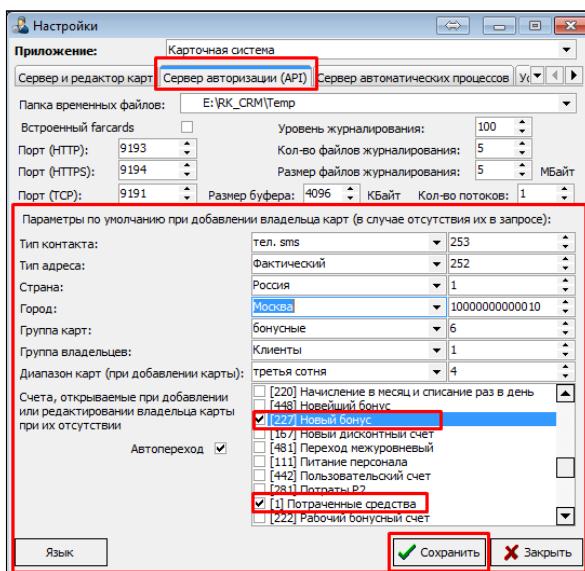 Настройки
Приложение: Карточная система
Сервер и редактор карт Сервер авторизации (API) Сервер автоматических процессов Ус
Папка временных файлов: E:\RK_CRM\Temp
Встроенный farcards Уровень журналирования: 100
Порт (HTTP): 9193 Кол-во файлов журналирования: 5
Порт (HTTPS): 9194 Размер файлов журналирования: 5 МБайт
Порт (TCP): 9191 Размер буфера: 4096 КБайт Кол-во потоков: 1
Параметры по умолчанию при добавлении владельца карт (в случае отсутствия их в запросе):
Тип контакта: тел. sms 253
Тип адреса: Фактический 252
Страна: Россия 1
Город: Москва 10000000000010
Группа карт: бонусные 6
Группа владельцев: Клиенты 1
Диапазон карт (при добавлении карты): третья сотня 4
Счета, открываемые при добавлении или редактировании владельца карты при их отсутствии
Автопереход
[220] Начисление в месяц и списание раз в день
[448] Новейший бонус
[227] Новый бонус
[167] Новый дисконтный счет
[481] Переход межуровневый
[111] Питание персонала
[442] Пользовательский счет
[281] Потраты Р2
[1] Потраченные средства
[222] Рабочий бонусный счет
Язык Сохранить Закрыть